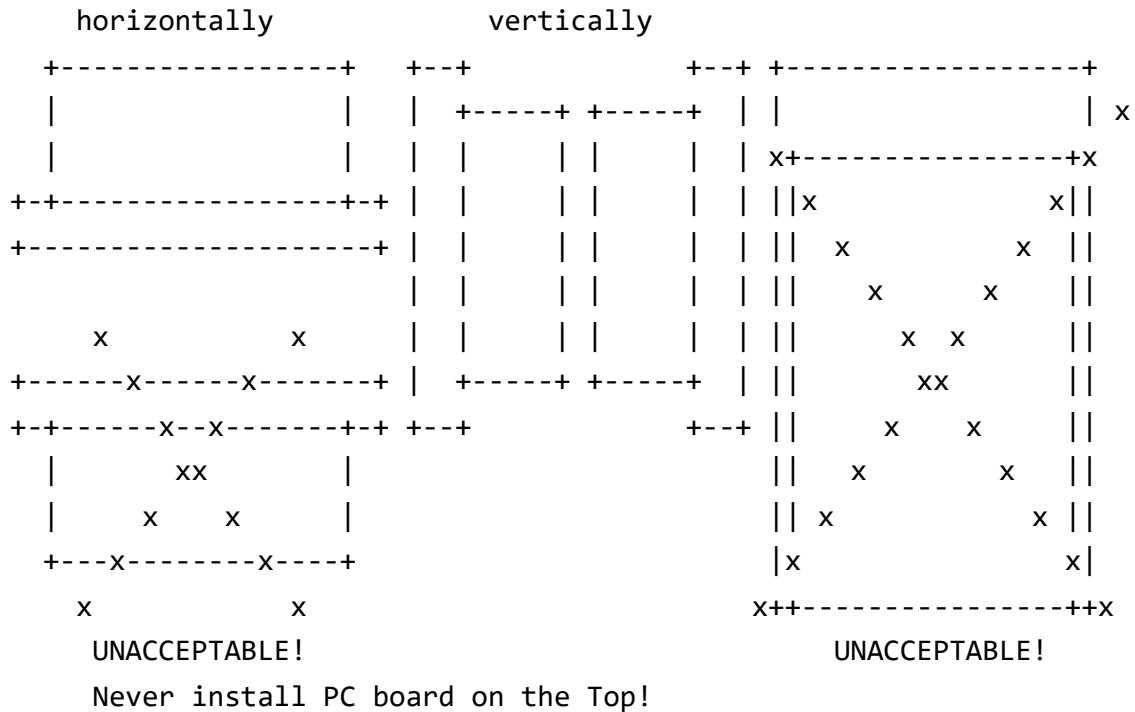 horizontally vertically
x
UNACCEPTABLE! UNACCEPTABLE!
Never install PC board on the Top!